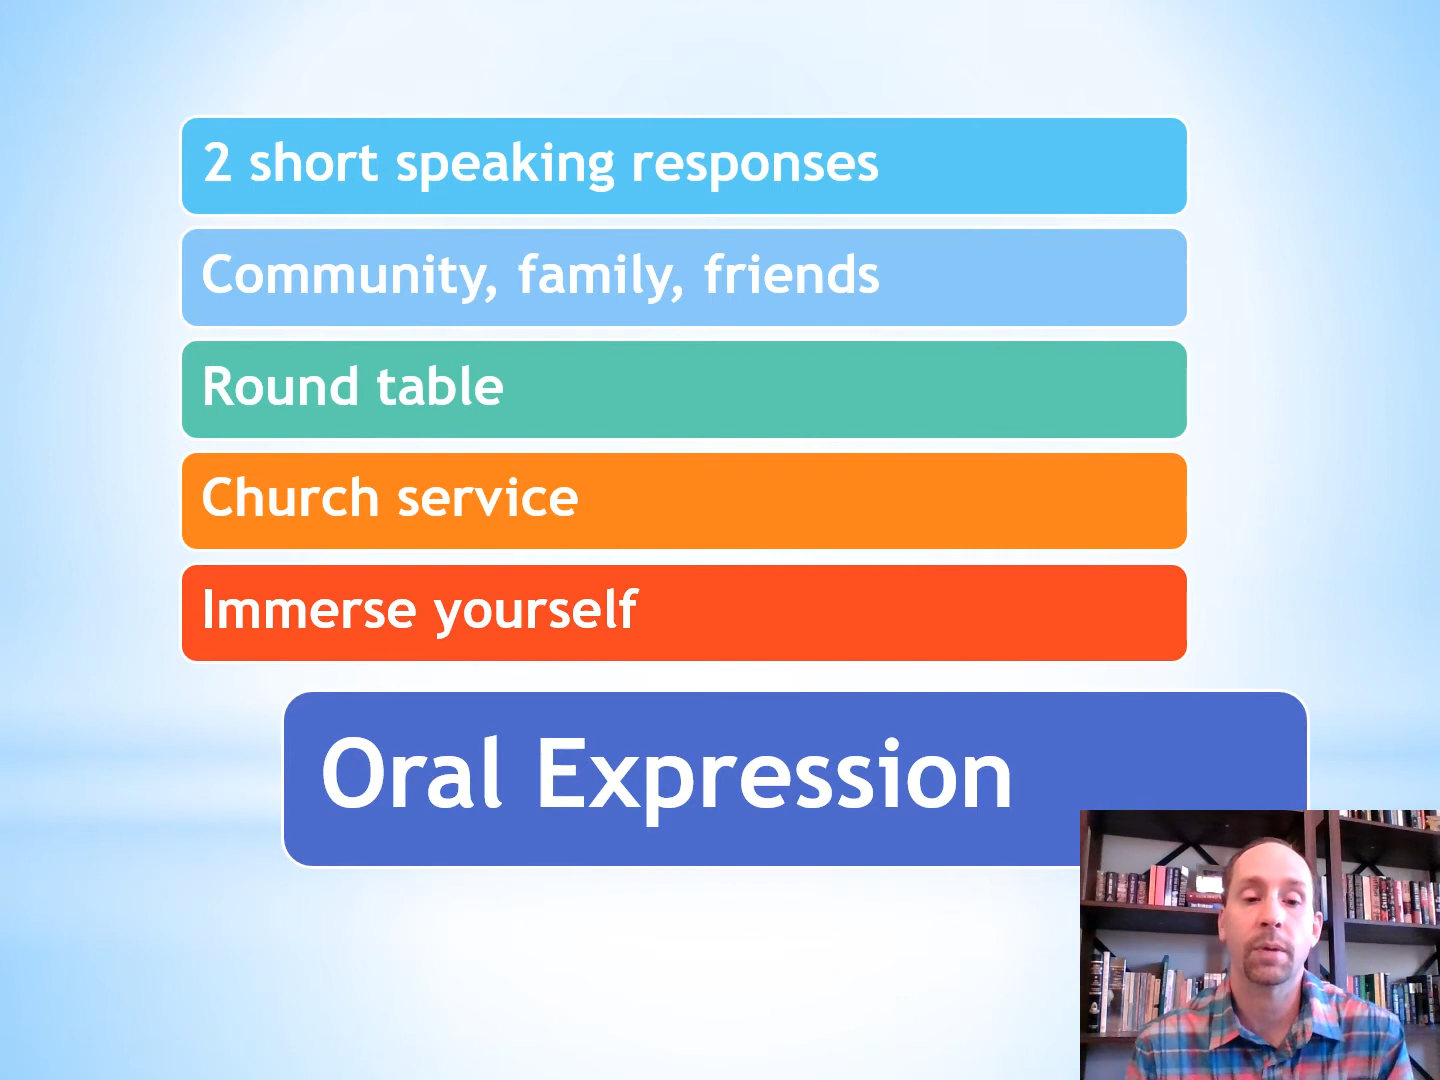 2 short speaking responses
Community, family, friends
Round table
Church service
Immerse yourself
Oral Expression